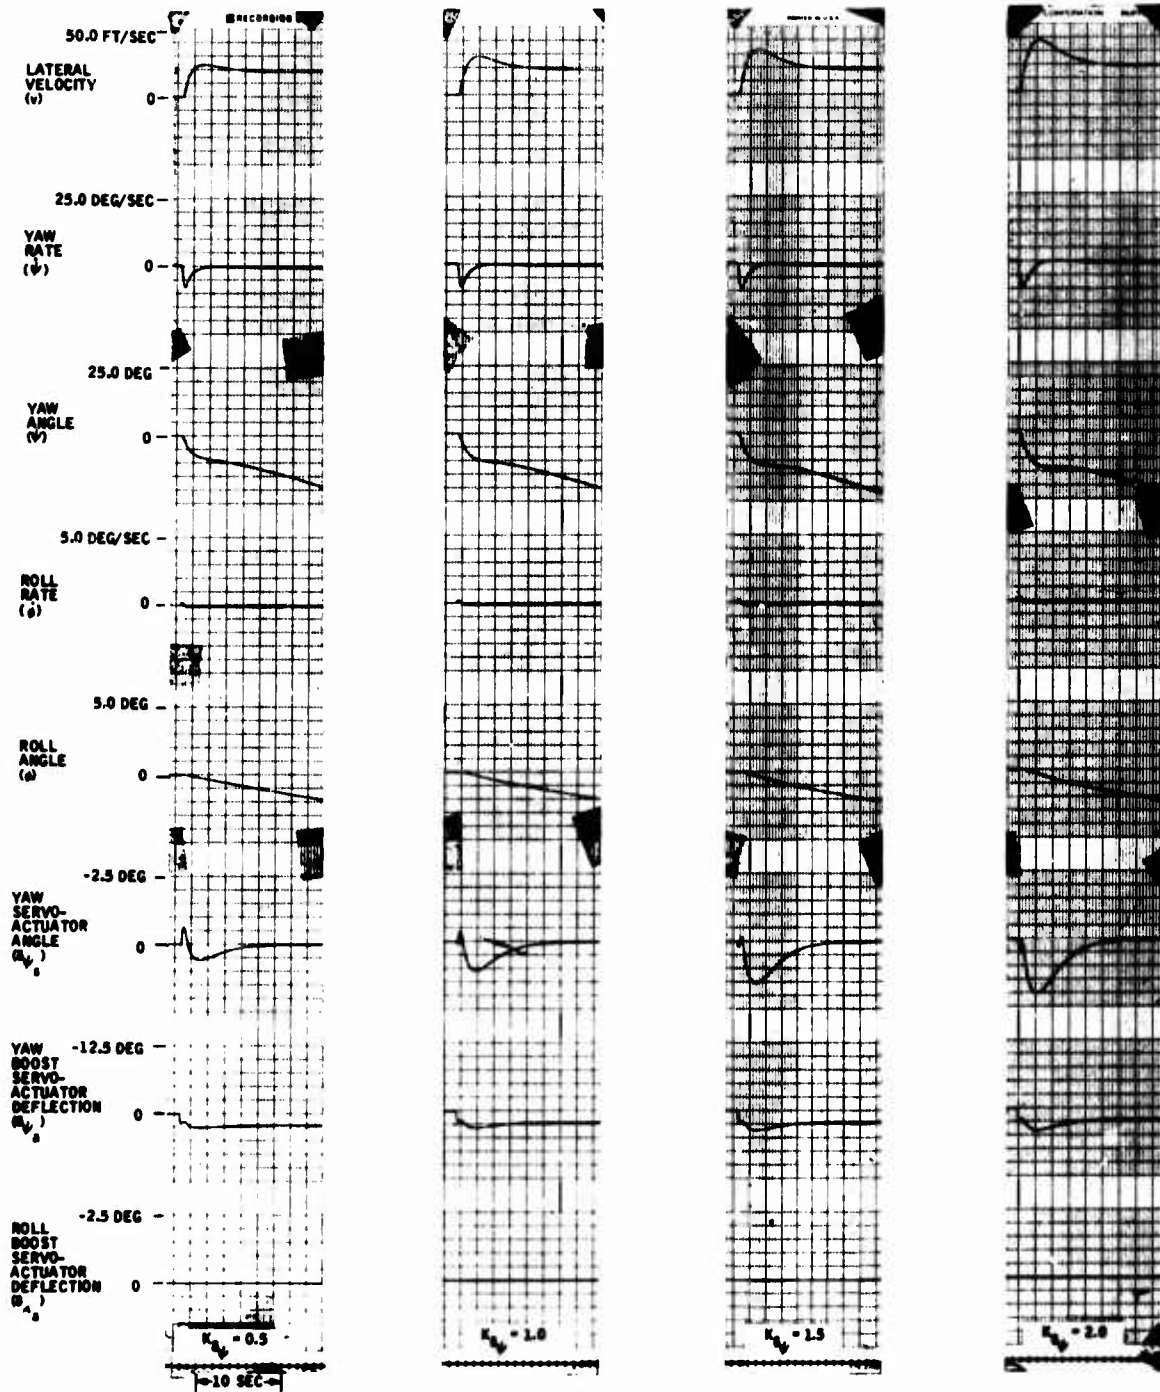 RECORDING
50.0 FT/SEC
LATERAL
VELOCITY
(v)
0
25.0 DEG/SEC
YAW
RATE
(ψ̇)
0
25.0 DEG
YAW
ANGLE
(ψ)
0
5.0 DEG/SEC
ROLL
RATE
(φ̇)
0
5.0 DEG
ROLL
ANGLE
(φ)
0
-2.5 DEG
YAW
SERVO-
ACTUATOR
ANGLE
0
-12.5 DEG
YAW
BOOST
SERVO-
ACTUATOR
DEFLECTION
0
-2.5 DEG
ROLL
BOOST
SERVO-
ACTUATOR
DEFLECTION
0
= 0.5
= 1.0
= 1.5
= 2.0
10 SEC